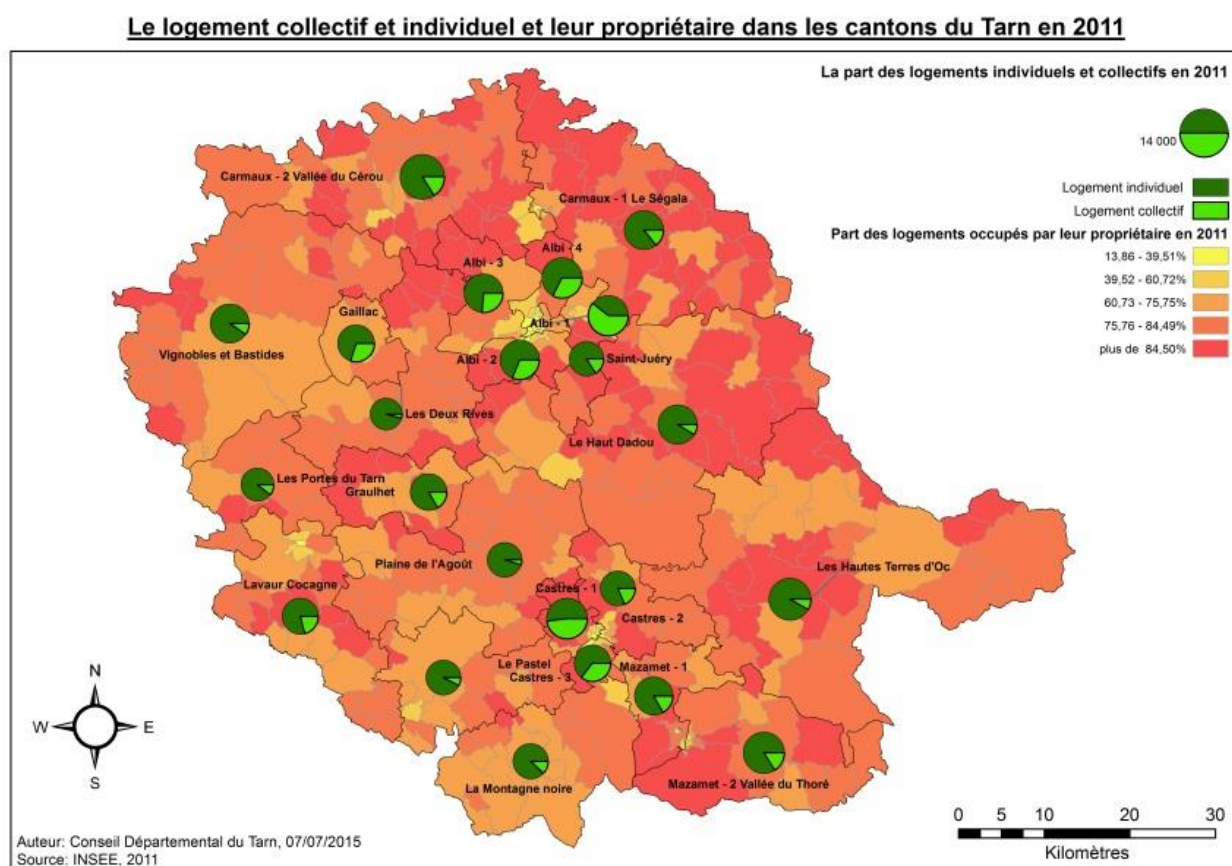 Le logement collectif et individuel et leur propriétaire dans les cantons du Tarn en 2011
La part des logements individuels et collectifs en 2011
14 000
Logement individuel
Logement collectif
Part des logements occupés par leur propriétaire en 2011
13,86 - 39,51%
39,52 - 60,72%
60,73 - 75,75%
75,76 - 84,49%
plus de 84,50%
Carmaux - 2 Vallée du Cérou
Carmaux - 1 Le Ségala
Albi - 4
Albi - 3
Gaillac
Albi - 1
Vignobles et Bastides
Albi - 2
Saint-Juéry
Les Deux Rives
Le Haut Dadou
Les Portes du Tarn
Graulhet
Plaine de l'Agoût
Les Hautes Terres d'Oc
Lavaur Cocagne
Castres - 1
Castres - 2
Le Pastel
Mazamet - 1
Castres - 3
La Montagne noire
Mazamet - 2 Vallée du Thoré
N
W
E
S
0
10
20
30
Kilomètres
Auteur: Conseil Départemental du Tarn, 07/07/2015
Source: INSEE, 2011